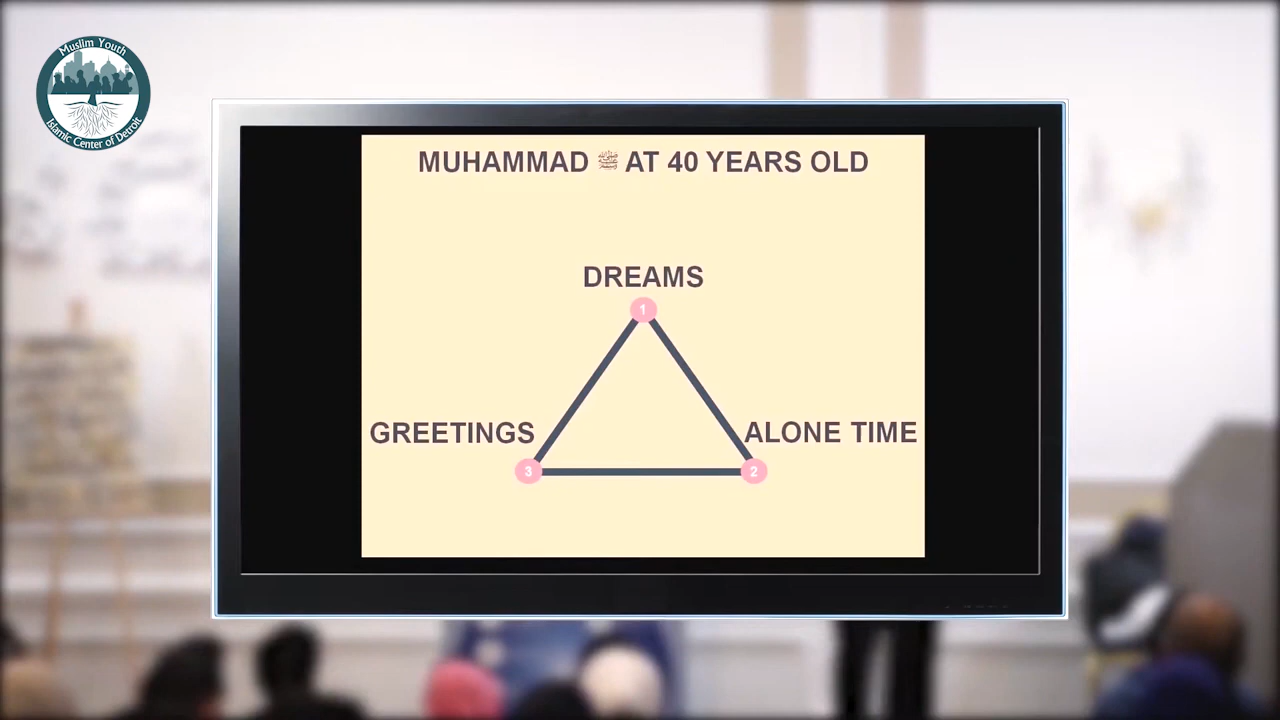 Muslim Youth
Islamic Center of Detroit
MUHAMMAD ﷺ AT 40 YEARS OLD
DREAMS
1
GREETINGS
ALONE TIME
3
2